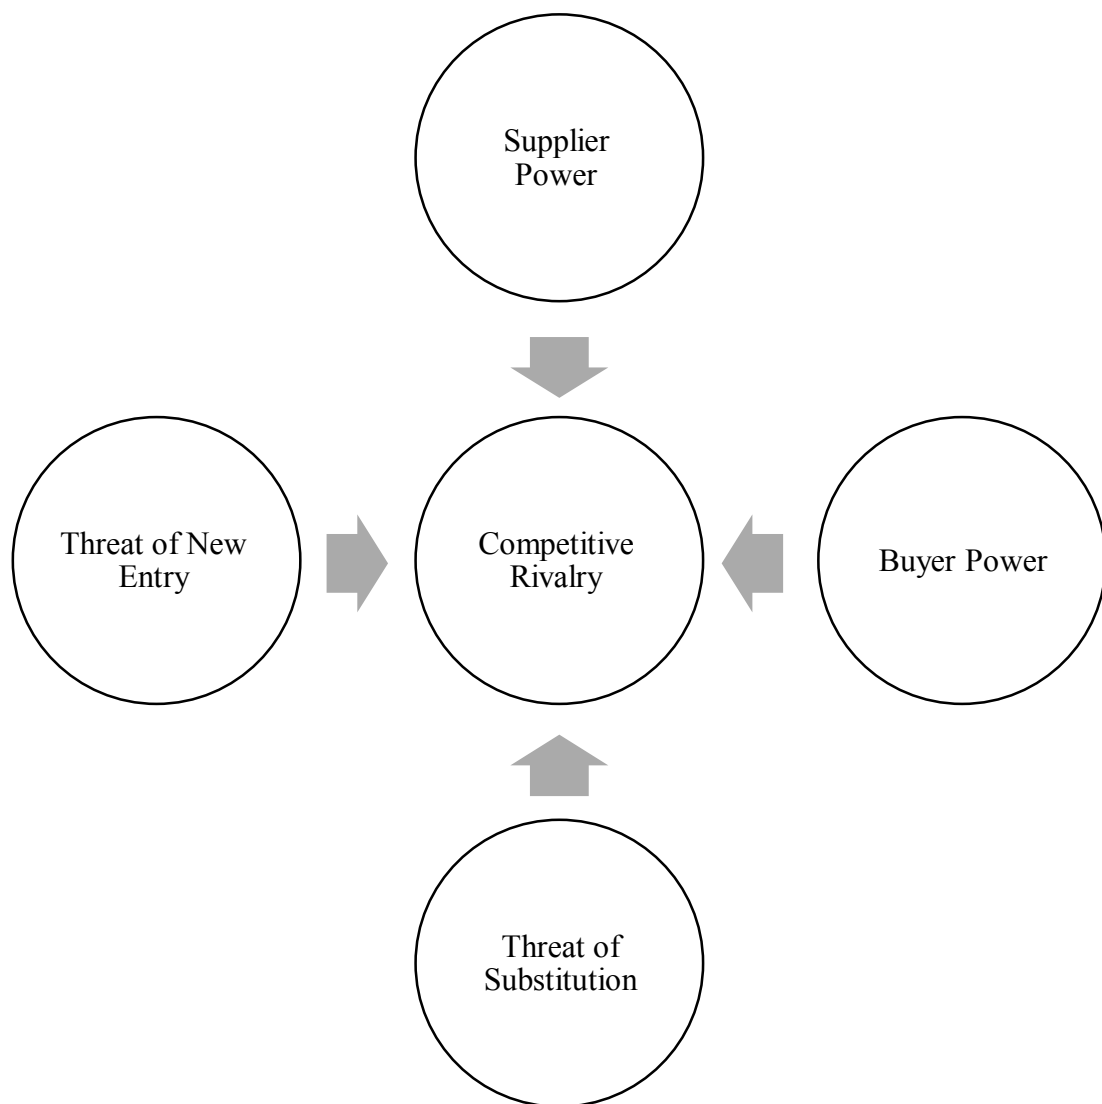 Supplier
Power
Threat of New
Entry
Competitive
Rivalry
Buyer Power
Threat of
Substitution